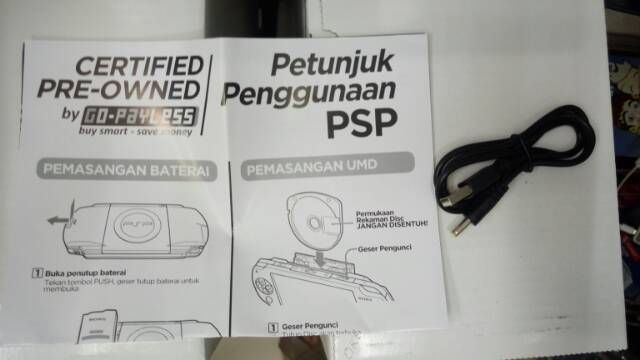 CERTIFIED
PRE-OWNED
by GO-PAYLESS
buy smart - save money
PEMASANGAN BATERAI
1 Buka penutup baterai
Tekan tombol PUSH, geser tutup baterai untuk
membuka
Petunjuk
Penggunaan
PSP
PEMASANGAN UMD
Permukaan
Rekaman Disc
JANGAN DISENTUH!
Geser Pengunci
1 Geser Pengunci